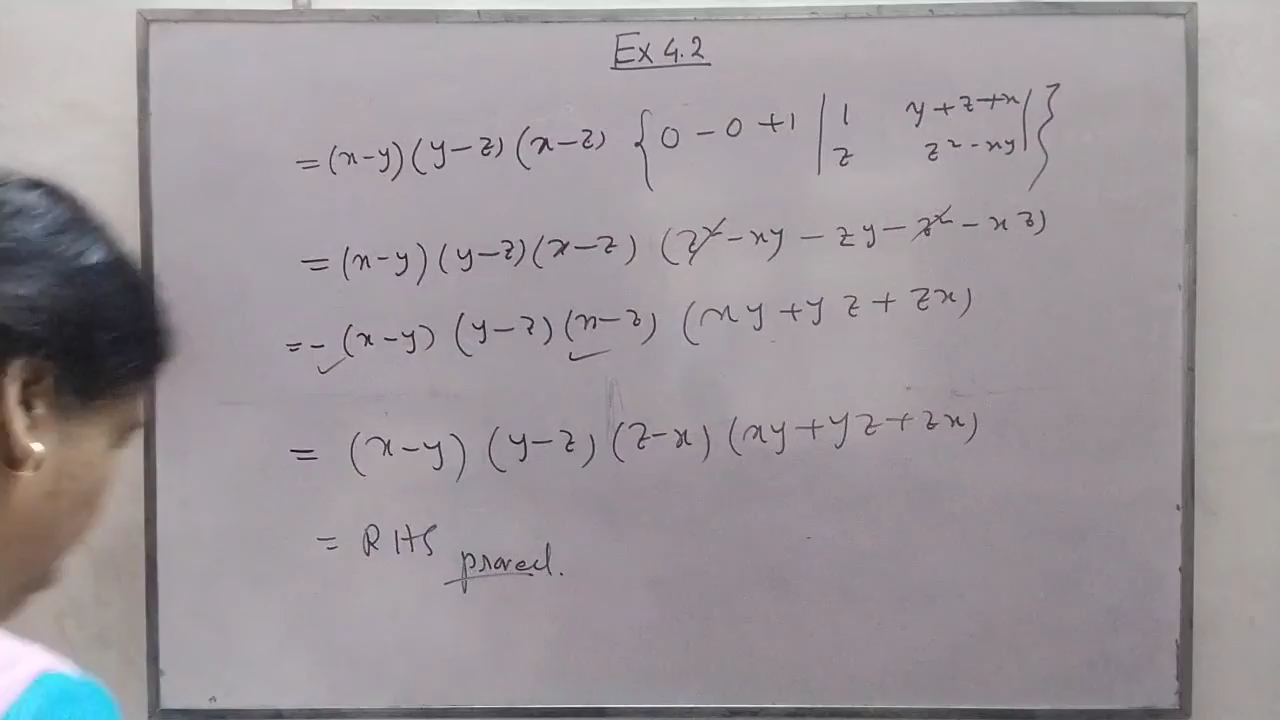 Ex 4.2
= (x-y)(y-z)(x-z) {0 - 0 + 1 | 1 y+z+x |}
| z z²-xy |
= (x-y)(y-z)(x-z) (z² - xy - zy - z² - xz)
= - (x-y)(y-z)(x-z) (xy + yz + zx)
= (x-y)(y-z)(z-x)(xy+yz+zx)
= RHS proved.